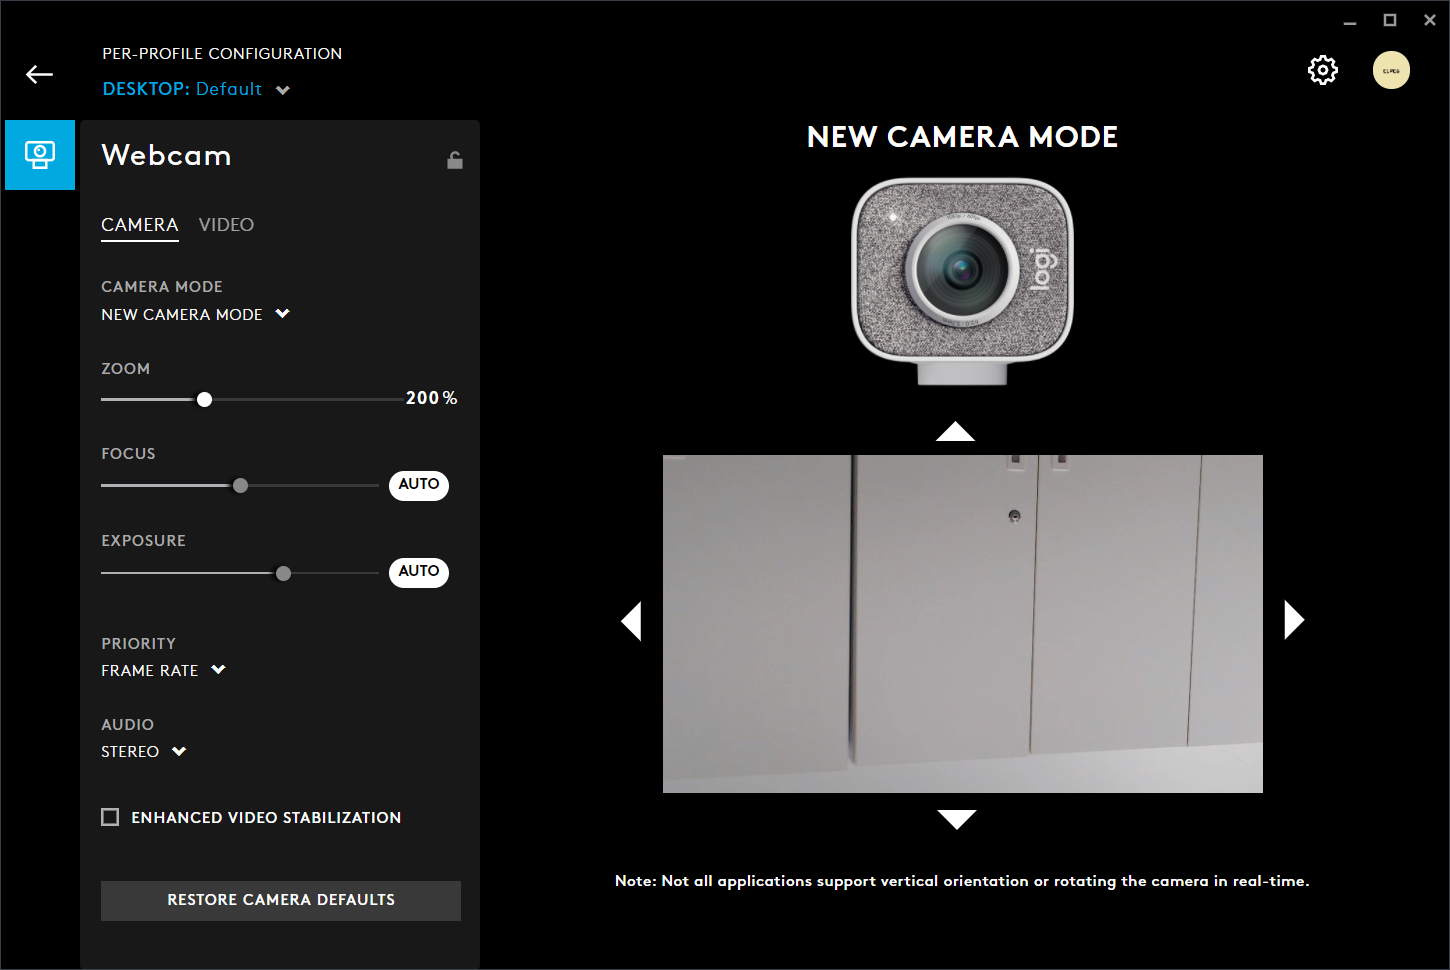 PER-PROFILE CONFIGURATION
DESKTOP: Default
Webcam
CAMERA VIDEO
CAMERA MODE
NEW CAMERA MODE
ZOOM
200 %
FOCUS
AUTO
EXPOSURE
AUTO
PRIORITY
FRAME RATE
AUDIO
STEREO
ENHANCED VIDEO STABILIZATION
RESTORE CAMERA DEFAULTS
NEW CAMERA MODE
logi
Note: Not all applications support vertical orientation or rotating the camera in real-time.